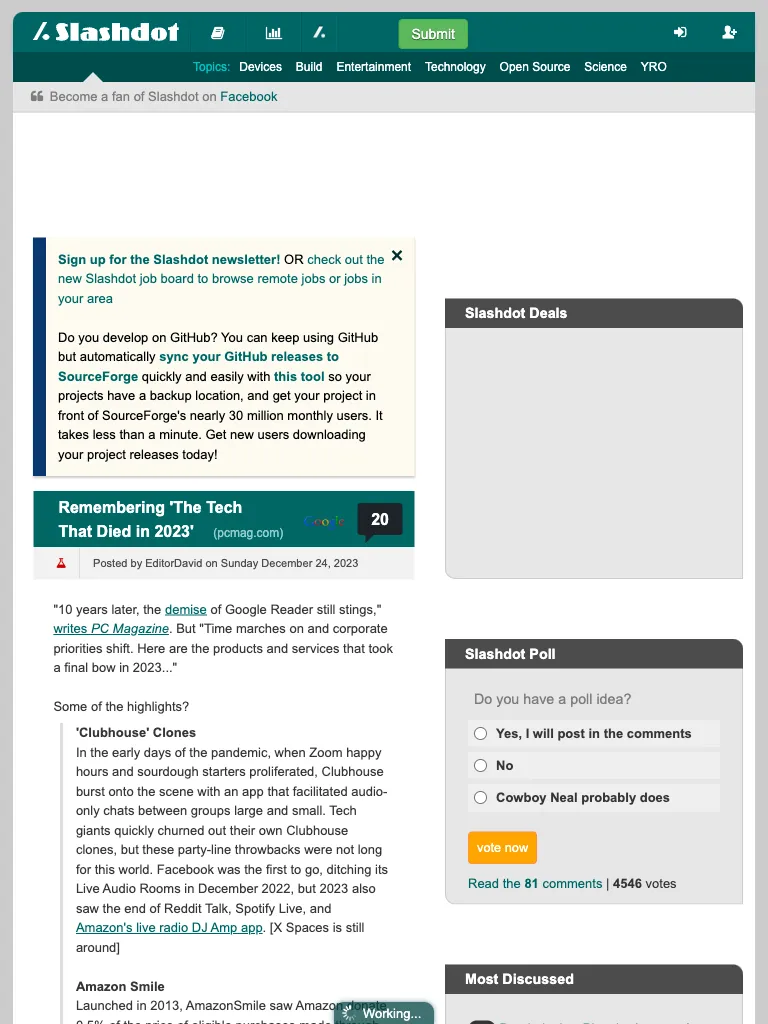 Slashdot
Submit
Topics: Devices Build Entertainment Technology Open Source Science YRO
Become a fan of Slashdot on Facebook
Sign up for the Slashdot newsletter! OR check out the
new Slashdot job board to browse remote jobs or jobs in
your area
Do you develop on GitHub? You can keep using GitHub
but automatically sync your GitHub releases to
SourceForge quickly and easily with this tool so your
projects have a backup location, and get your project in
front of SourceForge's nearly 30 million monthly users. It
takes less than a minute. Get new users downloading
your project releases today!
Remembering 'The Tech
That Died in 2023' (pcmag.com)
Google
20
Posted by EditorDavid on Sunday December 24, 2023
"10 years later, the demise of Google Reader still stings,"
writes PC Magazine. But "Time marches on and corporate
priorities shift. Here are the products and services that took
a final bow in 2023..."
Some of the highlights?
'Clubhouse' Clones
In the early days of the pandemic, when Zoom happy
hours and sourdough starters proliferated, Clubhouse
burst onto the scene with an app that facilitated audio-
only chats between groups large and small. Tech
giants quickly churned out their own Clubhouse
clones, but these party-line throwbacks were not long
for this world. Facebook was the first to go, ditching its
Live Audio Rooms in December 2022, but 2023 also
saw the end of Reddit Talk, Spotify Live, and
Amazon's live radio DJ Amp app. [X Spaces is still
around]
Amazon Smile
Launched in 2013, AmazonSmile saw Amazon donate
Working...
Slashdot Deals
Slashdot Poll
Do you have a poll idea?
Yes, I will post in the comments
No
Cowboy Neal probably does
vote now
Read the 81 comments | 4546 votes
Most Discussed